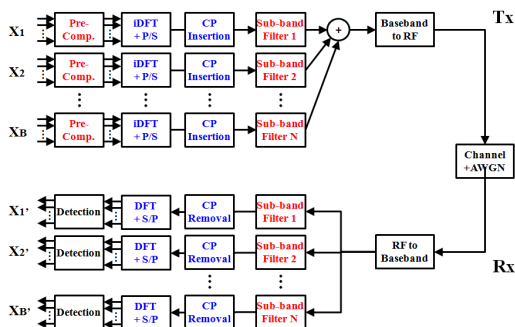 X1
Pre-
Comp.
iDFT
+ P/S
CP
Insertion
Sub-band
Filter 1
+
Baseband
to RF
Tx
X2
Pre-
Comp.
iDFT
+ P/S
CP
Insertion
Sub-band
Filter 2
XB
Pre-
Comp.
iDFT
+ P/S
CP
Insertion
Sub-band
Filter N
Channel
+AWGN
X1'
Detection
DFT
+ S/P
CP
Removal
Sub-band
Filter 1
X2'
Detection
DFT
+ S/P
CP
Removal
Sub-band
Filter 2
RF to
Baseband
Rx
XB'
Detection
DFT
+ S/P
CP
Removal
Sub-band
Filter N